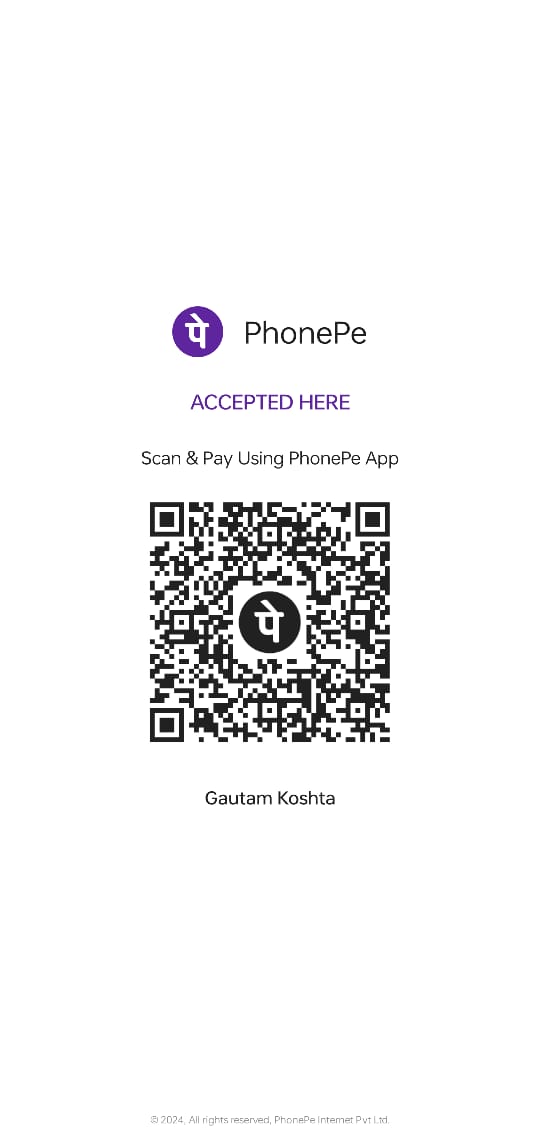 पे PhonePe
ACCEPTED HERE
Scan & Pay Using PhonePe App
पे
Gautam Koshta
© 2024, All rights reserved, PhonePe Internet Pvt Ltd.